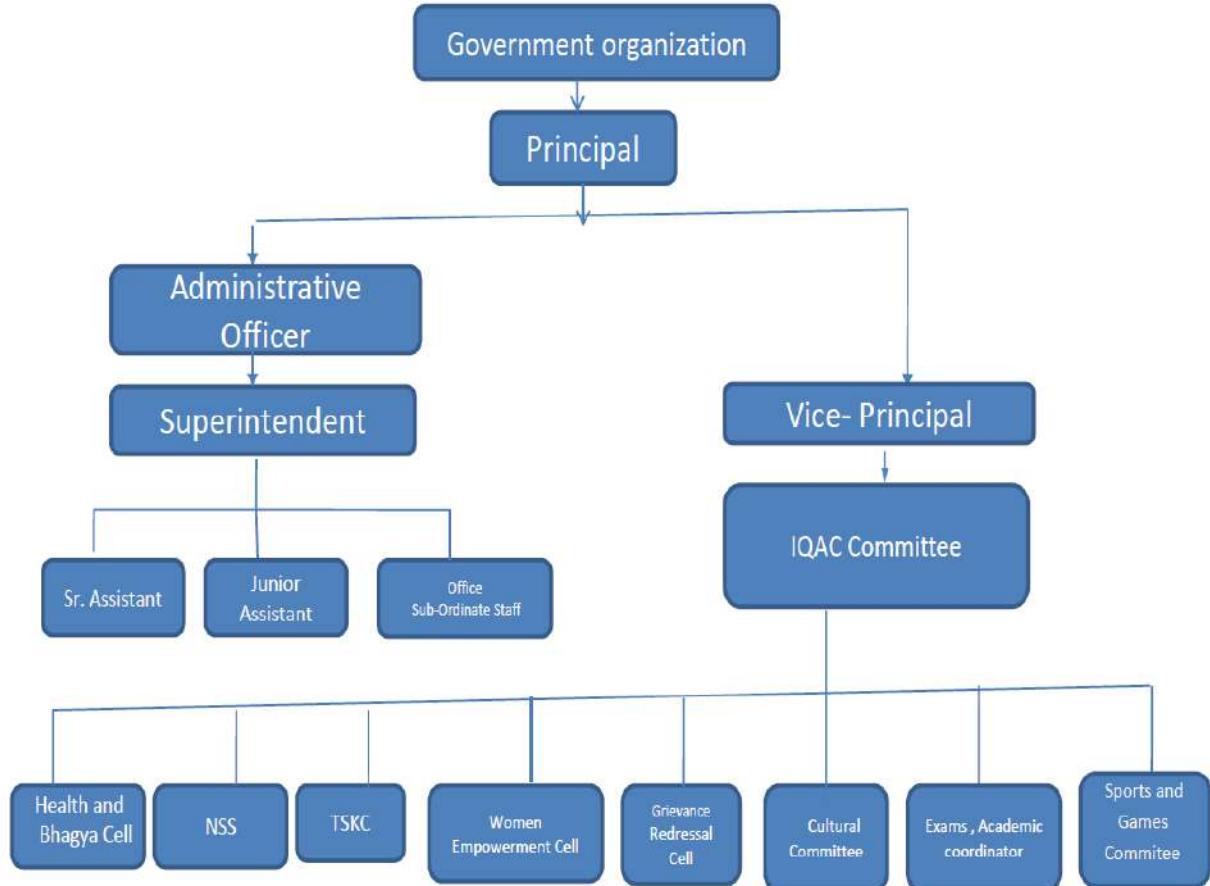 Government organization
Principal
Administrative
Officer
Superintendent
Vice- Principal
IQAC Committee
Sr. Assistant
Junior
Assistant
Office
Sub-Ordinate Staff
Health and
Bhagya Cell
NSS
TSKC
Women
Empowerment Cell
Grievance
Redressal
Cell
Cultural
Committee
Exams , Academic
coordinator
Sports and
Games
Commitee